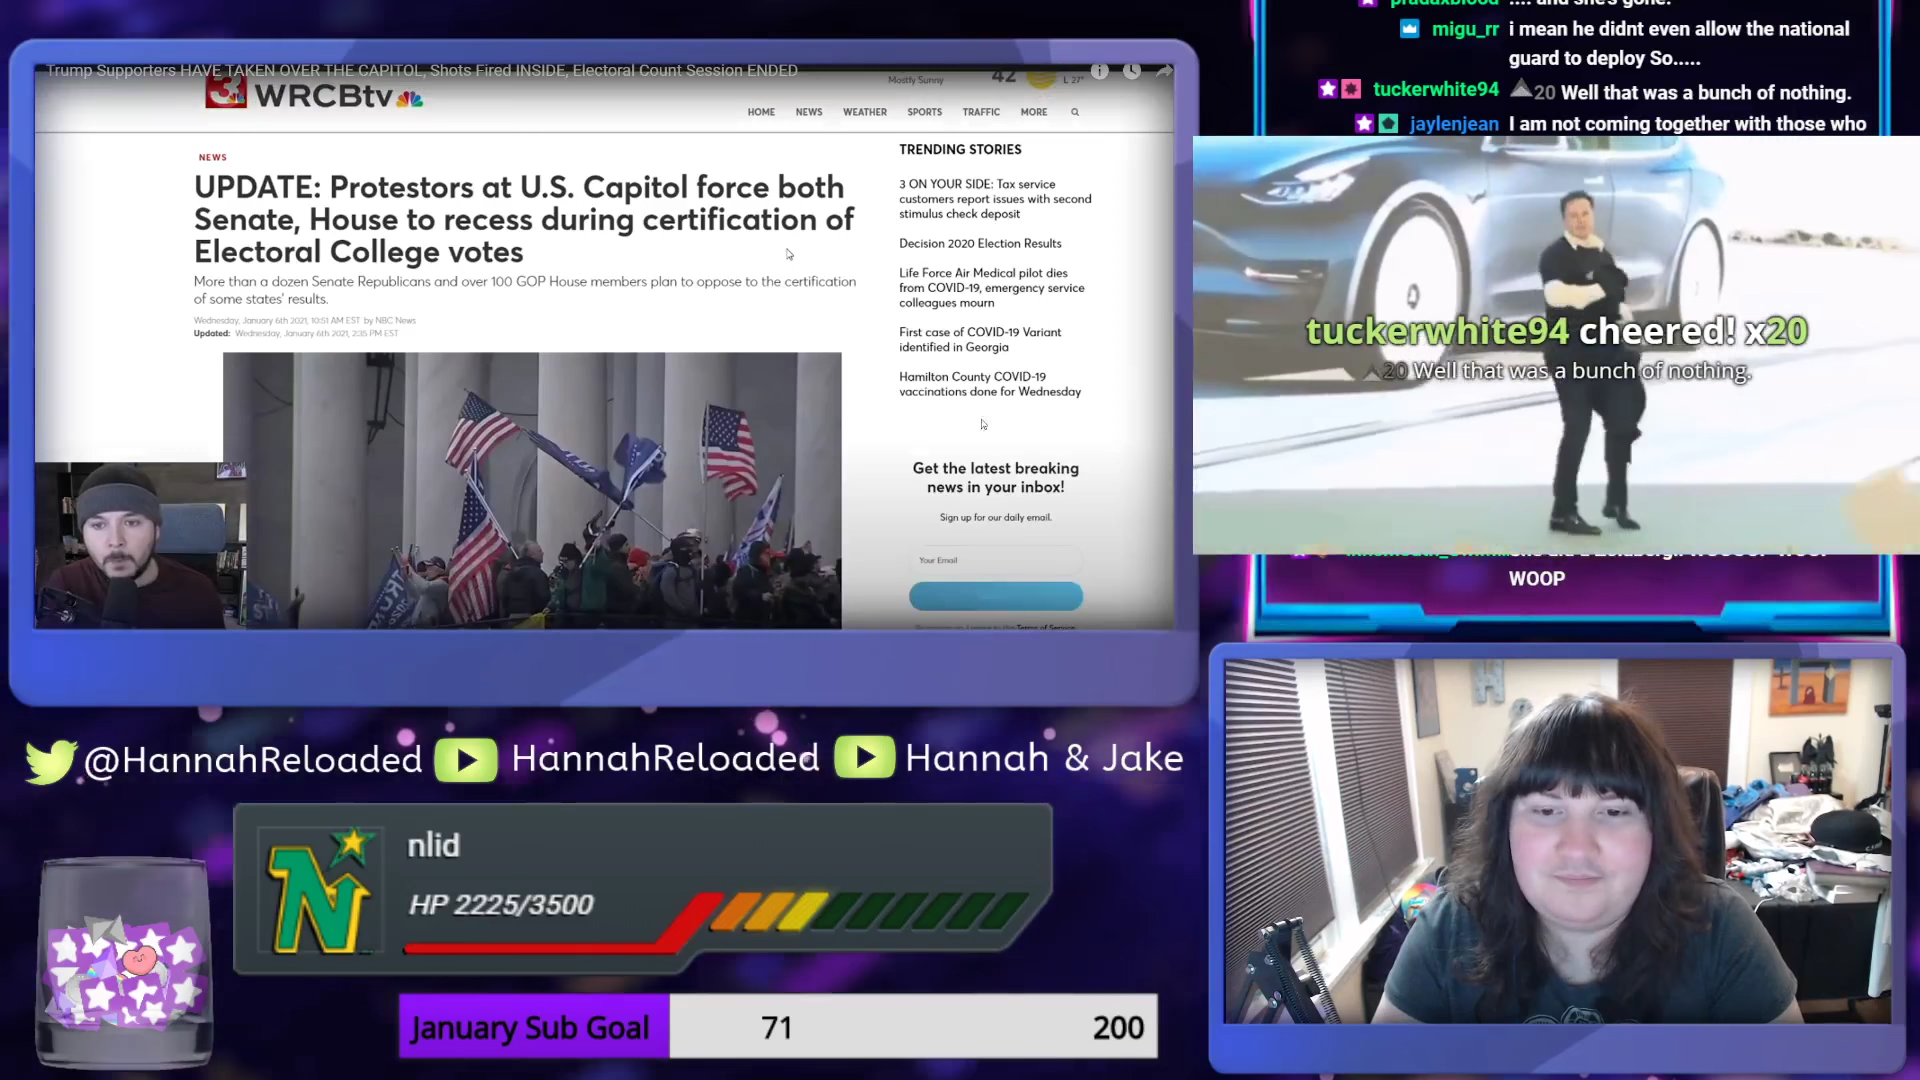 Trump Supporters HAVE TAKEN OVER THE CAPITOL, Shots Fired INSIDE, Electoral Count Session ENDED
3 WRCBtv
Mostly Sunny 42 L 27°
HOME NEWS WEATHER SPORTS TRAFFIC MORE
NEWS
UPDATE: Protestors at U.S. Capitol force both
Senate, House to recess during certification of
Electoral College votes
More than a dozen Senate Republicans and over 100 GOP House members plan to oppose to the certification
of some states' results.
Wednesday, January 6th 2021, 10:51 AM EST by NBC News
Updated: Wednesday, January 6th 2021, 2:35 PM EST
TRENDING STORIES
3 ON YOUR SIDE: Tax service
customers report issues with second
stimulus check deposit
Decision 2020 Election Results
Life Force Air Medical pilot dies
from COVID-19, emergency service
colleagues mourn
First case of COVID-19 Variant
identified in Georgia
Hamilton County COVID-19
vaccinations done for Wednesday
Get the latest breaking
news in your inbox!
Sign up for our daily email.
Your Email
Terms of Service
.... and she's gone.
migu_rr i mean he didnt even allow the national
guard to deploy So.....
tuckerwhite94 20 Well that was a bunch of nothing.
jaylenjean I am not coming together with those who
tuckerwhite94 cheered! x20
20 Well that was a bunch of nothing.
WOOP
@HannahReloaded HannahReloaded Hannah & Jake
N
nlid
HP 2225/3500
January Sub Goal 71 200
H